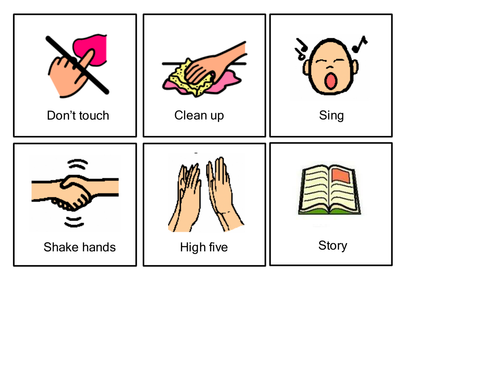 Don't touch
Clean up
Sing
Shake hands
High five
Story